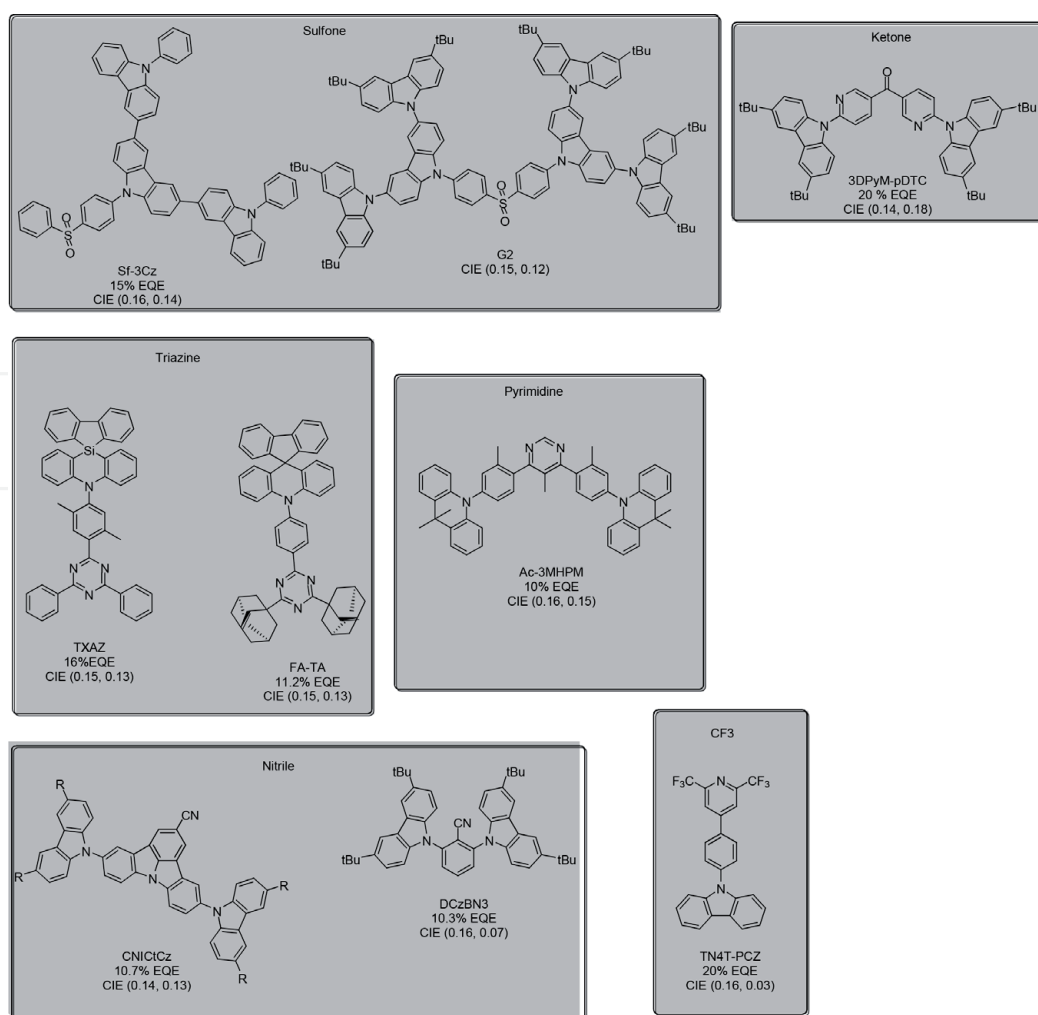 Sulfone
N
N
N
S
O
O
Sf-3Cz
15% EQE
CIE (0.16, 0.14)
tBu
tBu
N
tBu
N
N
tBu
S
O
O
tBu
tBu
N
N
tBu
N
tBu
G2
CIE (0.15, 0.12)
Ketone
O
N
N
tBu
N
N
tBu
tBu
tBu
3DPyM-pDTC
20 % EQE
CIE (0.14, 0.18)
Triazine
Si
N
N
N
N
TXAZ
16%EQE
CIE (0.15, 0.13)
N
N
N
N
FA-TA
11.2% EQE
CIE (0.15, 0.13)
Pyrimidine
N
N
N
N
Ac-3MHPM
10% EQE
CIE (0.16, 0.15)
Nitrile
R
CN
N
R
N
N
R
R
CNICtCz
10.7% EQE
CIE (0.14, 0.13)
tBu
tBu
CN
N
N
tBu
tBu
DCzBN3
10.3% EQE
CIE (0.16, 0.07)
CF3
F3C
N
CF3
N
TN4T-PCZ
20% EQE
CIE (0.16, 0.03)